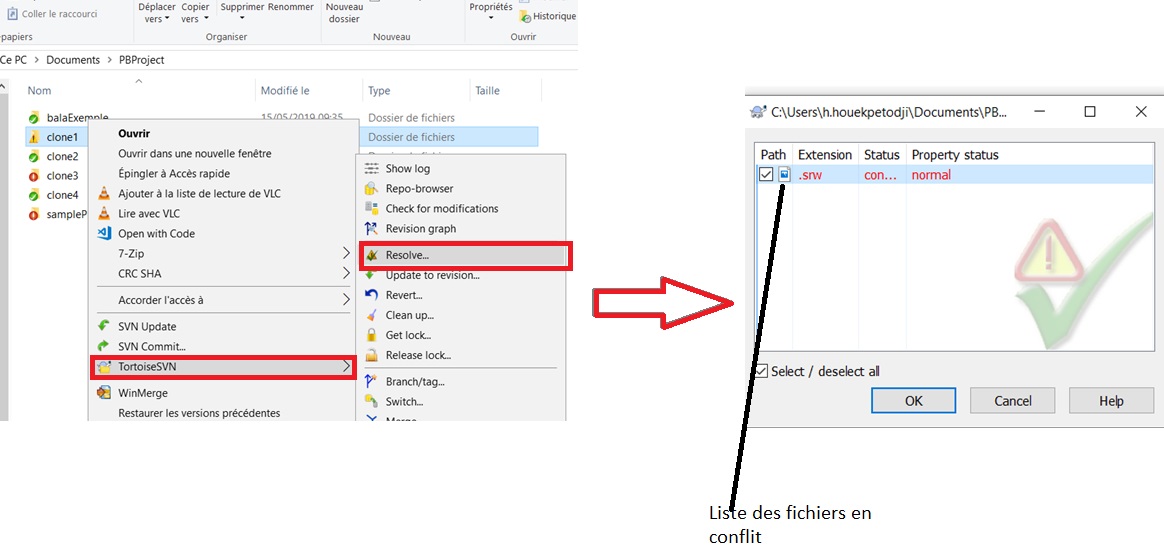 Coller le raccourci
papiers
Déplacer vers
Copier vers
Supprimer
Renommer
Organiser
Nouveau dossier
Nouveau
Propriétés
Historique
Ouvrir
Ce PC > Documents > PBProject
Nom
Modifié le
Type
Taille
balaExemple
15/05/2019 09:35
Dossier de fichiers
clone1
Dossier de fichiers
clone2
clone3
clone4
sampleP
Ouvrir
Ouvrir dans une nouvelle fenêtre
Épingler à Accès rapide
Ajouter à la liste de lecture de VLC
Lire avec VLC
Open with Code
7-Zip
CRC SHA
Accorder l'accès à
SVN Update
SVN Commit...
TortoiseSVN
WinMerge
Restaurer les versions précédentes
Show log
Repo-browser
Check for modifications
Revision graph
Resolve...
Update to revision...
Revert...
Clean up...
Get lock...
Release lock...
Branch/tag...
Switch...
Merge...
C:\Users\h.houekpetodji\Documents\PB...
Path Extension Status Property status
.srw con... normal
Select / deselect all
OK
Cancel
Help
Liste des fichiers en
conflit